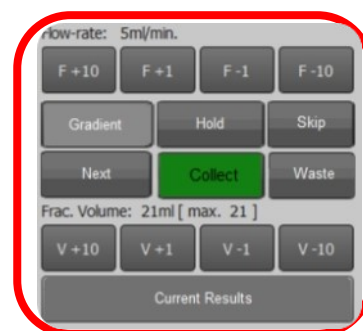 Flow-rate: 5ml/min.
F +10 F +1 F -1 F -10
Gradient Hold Skip
Next Collect Waste
Frac. Volume: 21ml [ max. 21 ]
V +10 V +1 V -1 V -10
Current Results